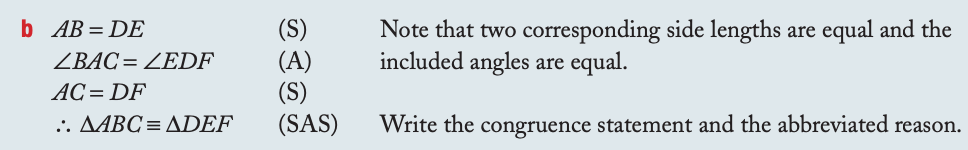 b AB = DE (S) Note that two corresponding side lengths are equal and the
∠BAC = ∠EDF (A) included angles are equal.
AC = DF (S)
∴ ΔABC ≡ ΔDEF (SAS) Write the congruence statement and the abbreviated reason.